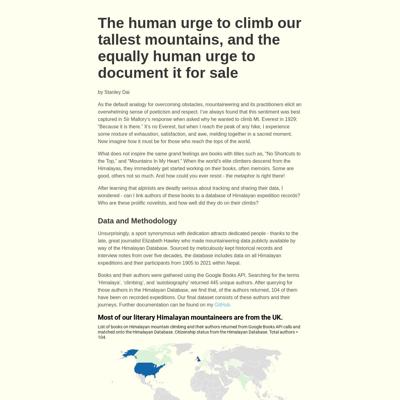 The human urge to climb our
tallest mountains, and the
equally human urge to
document it for sale
by Stanley Dai
As the default analogy for overcoming obstacles, mountaineering and its practitioners elicit an
overwhelming sense of poeticism and respect. I've always found that this sentiment was best
captured in Sir Mallory's response when asked why he wanted to climb Mt. Everest in 1929:
"Because it is there." It's no Everest, but when I reach the peak of any hike, I experience
some mixture of exhaustion, satisfaction, and awe, melding together in a sacred moment.
Now imagine how it must be for those who reach the tops of the world.
What does not inspire the same grand feelings are books with titles such as, "No Shortcuts to
the Top," and "Mountains In My Heart." When the world's elite climbers descend from the
Himalayas, they immediately get started working on their books, often memoirs. Some are
good, others not so much. And how could you ever resist - the metaphor is right there!
After learning that alpinists are deadly serious about tracking and sharing their data, I
wondered - can I link authors of these books to a database of Himalayan expedition records?
Who are these prolific novelists, and how well did they do on their climbs?
Data and Methodology
Unsurprisingly, a sport synonymous with dedication attracts dedicated people - thanks to the
late, great journalist Elizabeth Hawley who made mountaineering data publicly available by
way of the Himalayan Database. Sourced by meticulously kept historical records and
interview notes from over five decades, the database includes data on all Himalayan
expeditions and their participants from 1905 to 2021 within Nepal.
Books and their authors were gathered using the Google Books API. Searching for the terms
'Himalaya', 'climbing', and 'autobiography' returned 445 unique authors. After querying for
those authors in the Himalayan Database, we find that, of the authors returned, 104 of them
have been on recorded expeditions. Our final dataset consists of these authors and their
journeys. Further documentation can be found on my GitHub.
Most of our literary Himalayan mountaineers are from the UK.
List of books on Himalayan mountain climbing and their authors returned from Google Books API calls and
matched onto the Himalayan Database. Citizenship status from the Himalayan Database. Total authors =
104.